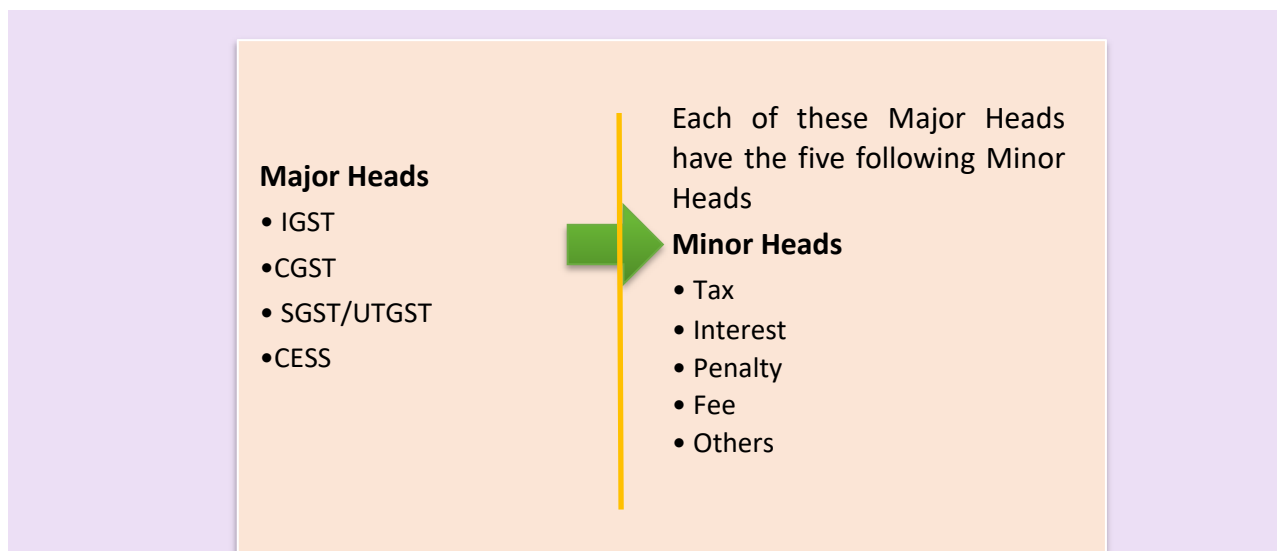 Major Heads
• IGST
•CGST
• SGST/UTGST
•CESS
Each of these Major Heads
have the five following Minor
Heads
Minor Heads
• Tax
• Interest
• Penalty
• Fee
• Others